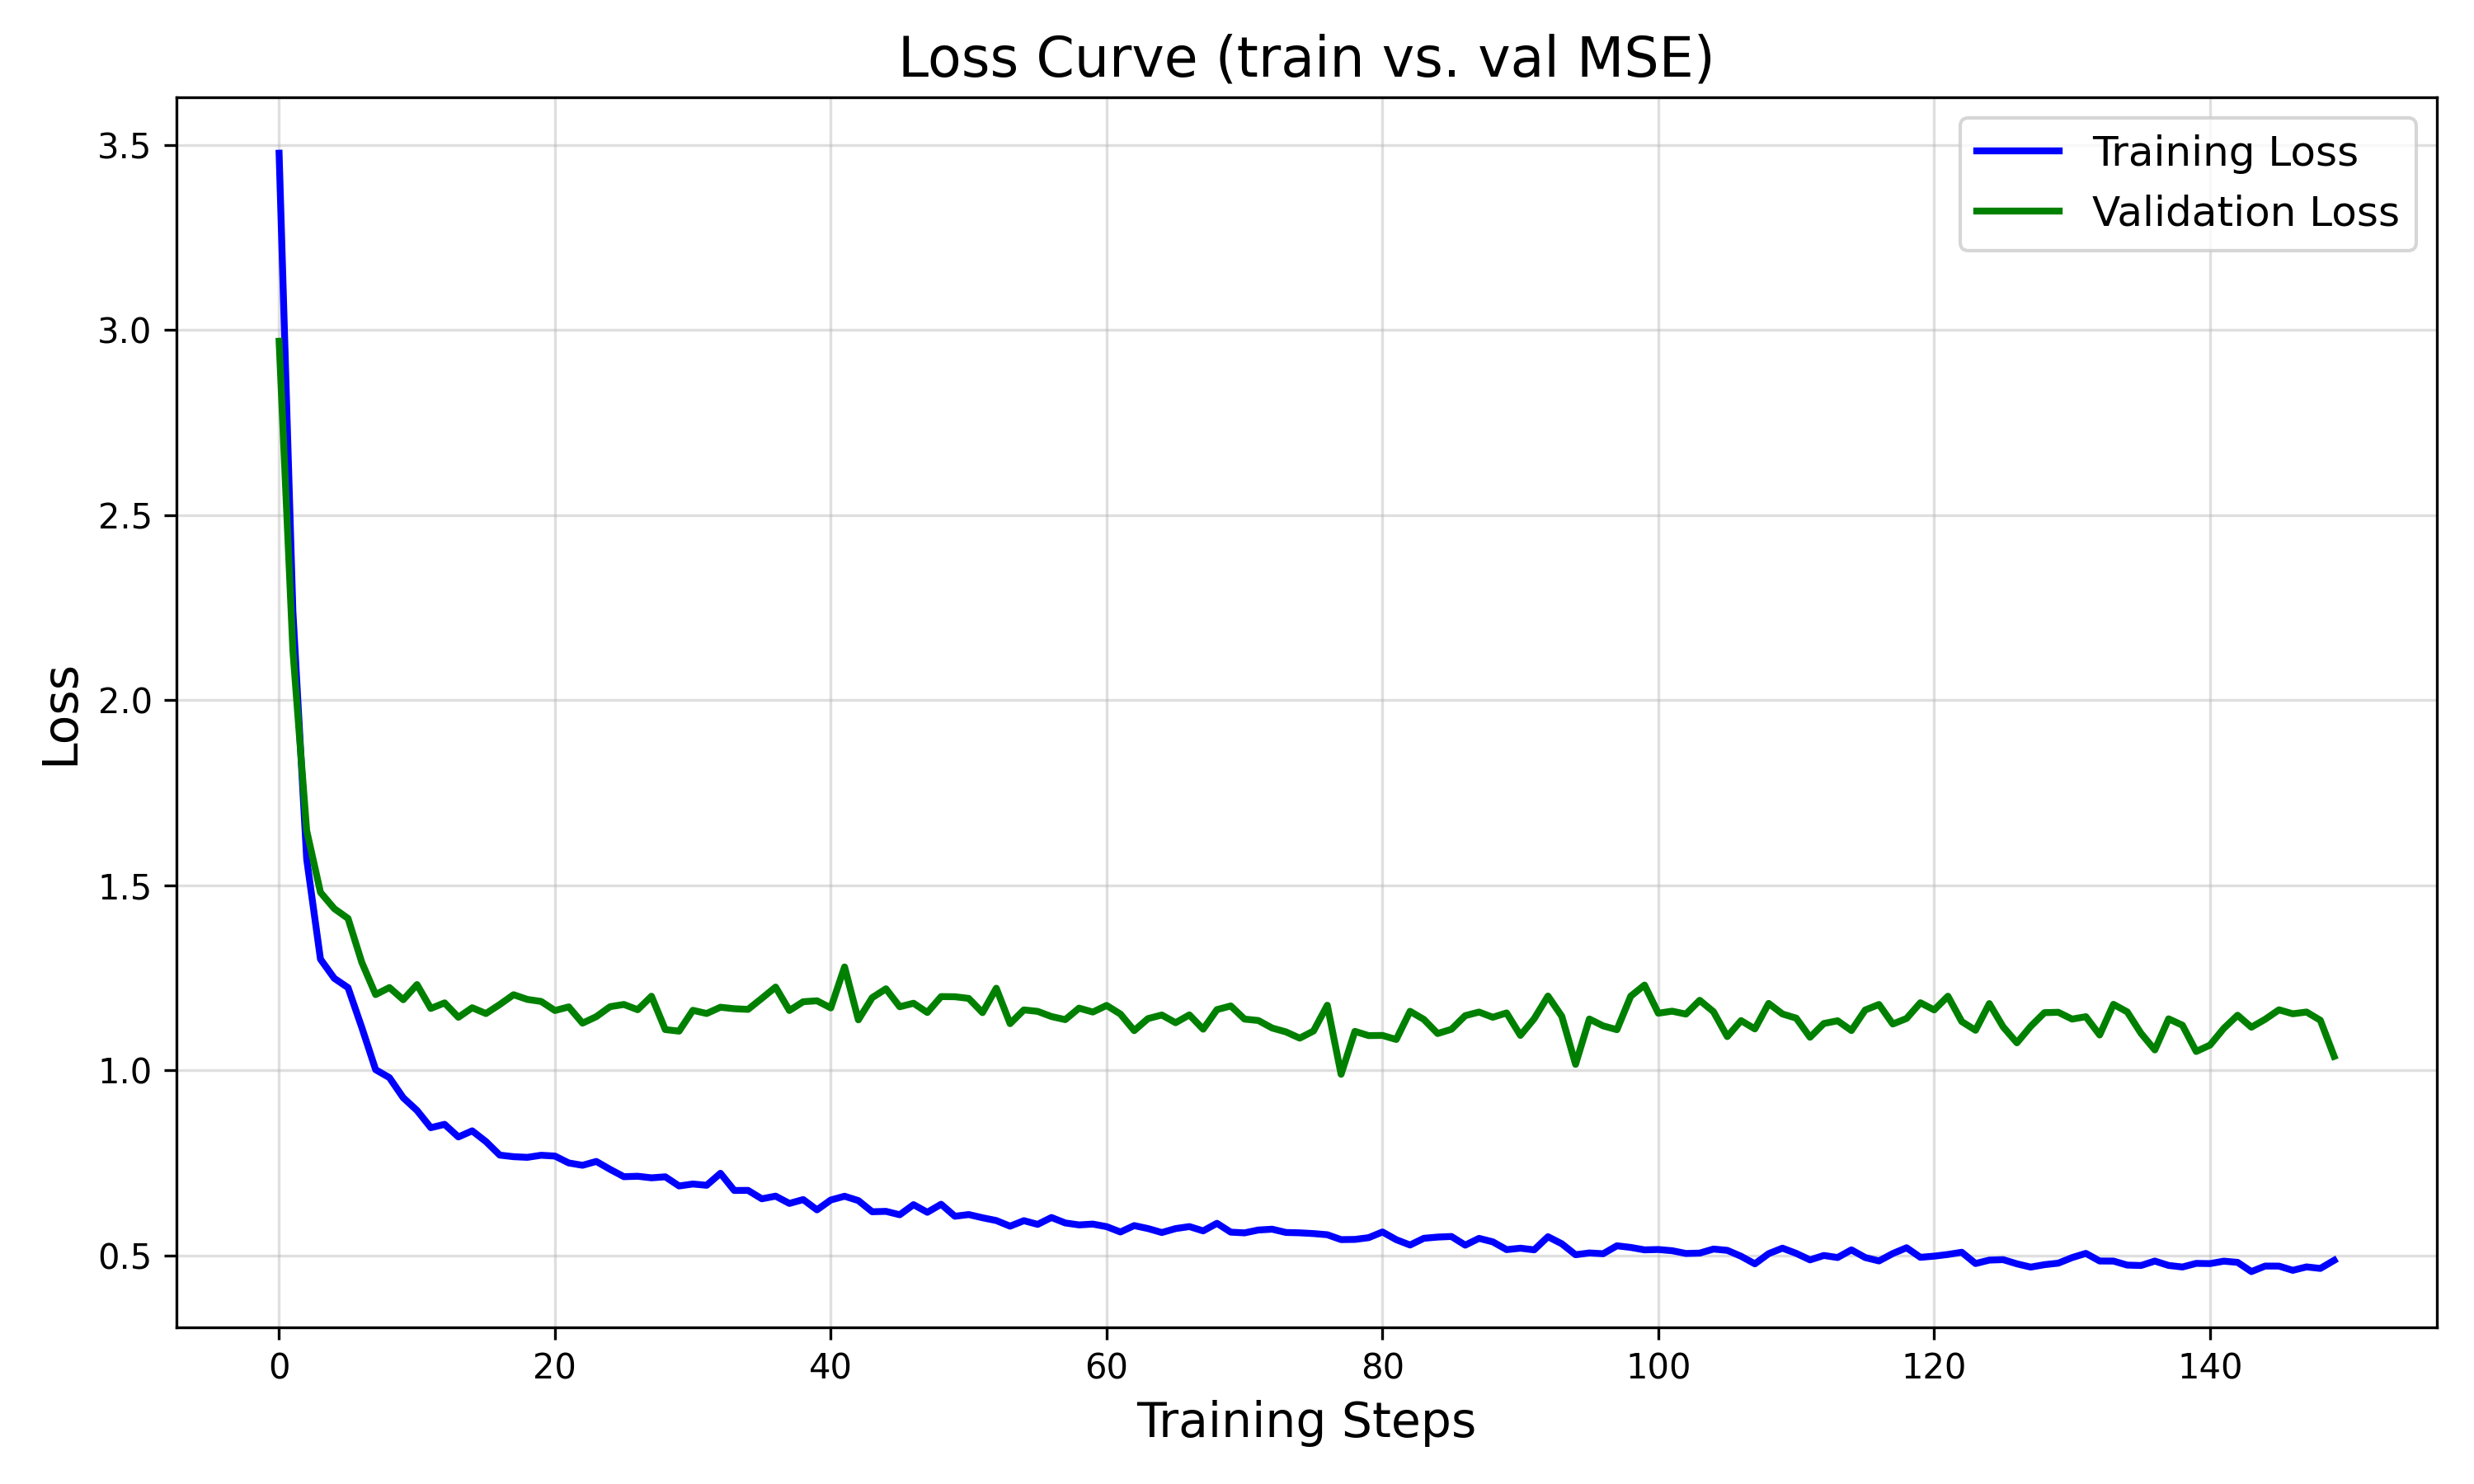 Loss Curve (train vs. val MSE)
Training Loss
Validation Loss
Loss
3.5
3.0
2.5
2.0
1.5
1.0
0.5
0 20 40 60 80 100 120 140
Training Steps